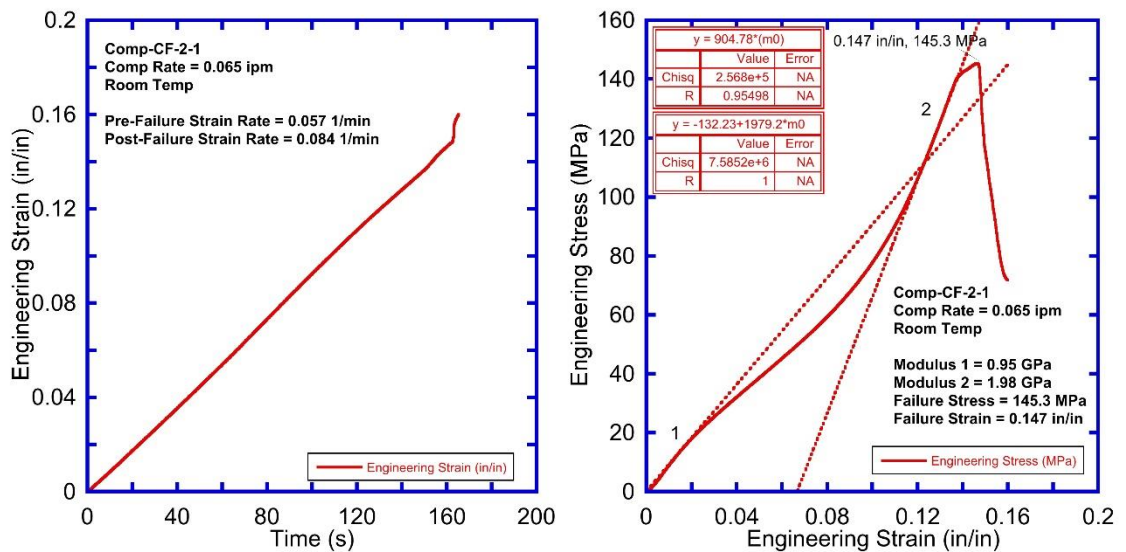 Comp-CF-2-1
Comp Rate = 0.065 ipm
Room Temp
Pre-Failure Strain Rate = 0.057 1/min
Post-Failure Strain Rate = 0.084 1/min
0.2
0.16
0.12
0.08
0.04
0
Engineering Strain (in/in)
Engineering Strain (in/in)
0 40 80 120 160 200
Time (s)
y = 904.78*(m0)
Value Error
Chisq 2.568e+5 NA
R 0.95498 NA
y = -132.23+1979.2*m0
Value Error
Chisq 7.5852e+6 NA
R 1 NA
0.147 in/in, 145.3 MPa
2
1
160
140
120
100
80
60
40
20
0
Engineering Stress (MPa)
Comp-CF-2-1
Comp Rate = 0.065 ipm
Room Temp
Modulus 1 = 0.95 GPa
Modulus 2 = 1.98 GPa
Failure Stress = 145.3 MPa
Failure Strain = 0.147 in/in
Engineering Stress (MPa)
0 0.04 0.08 0.12 0.16 0.2
Engineering Strain (in/in)